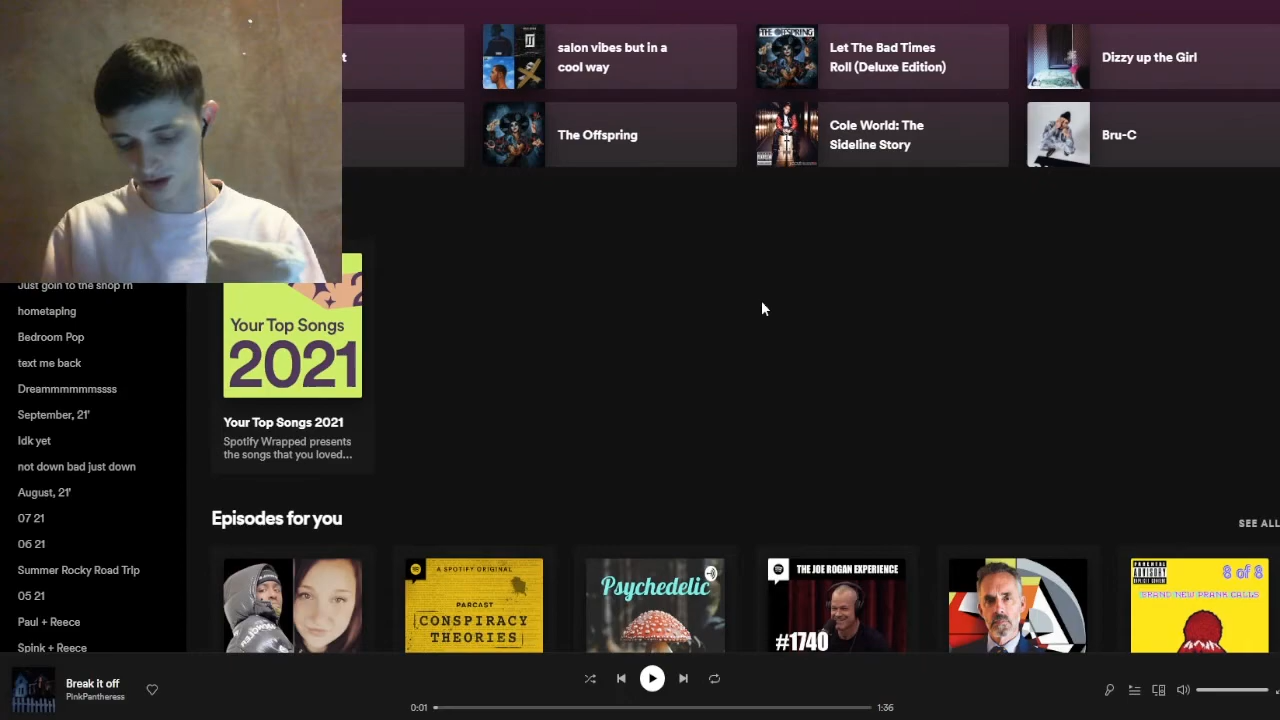 t
salon vibes but in a
cool way
THE OFFSPRING
Let The Bad Times
Roll (Deluxe Edition)
Dizzy up the Girl
The Offspring
Cole World: The
Sideline Story
Bru-C
Just goin to the shop rn
hometaping
Bedroom Pop
text me back
Dreammmmmmssss
September, 21'
Idk yet
not down bad just down
August, 21'
07 21
06 21
Summer Rocky Road Trip
05 21
Paul + Reece
Spink + Reece
Your Top Songs
2021
Your Top Songs 2021
Spotify Wrapped presents
the songs that you loved...
Episodes for you
SEE ALL
A SPOTIFY ORIGINAL
PARCAST
CONSPIRACY
THEORIES
Psychedelic
THE JOE ROGAN EXPERIENCE
#1740
PARENTAL
ADVISORY
8 of 8
BRAND NEW PRANK CALLS
Break it off
PinkPantheress
0:01
1:36